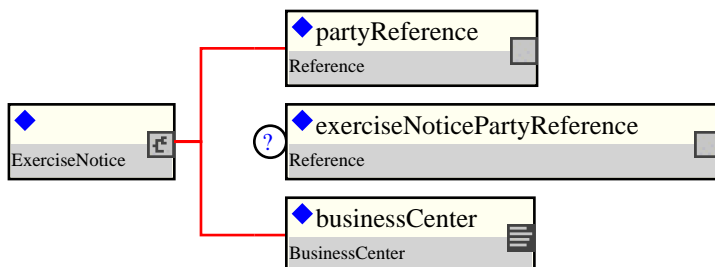 partyReference
Reference
ExerciseNotice
?
exerciseNoticePartyReference
Reference
businessCenter
BusinessCenter